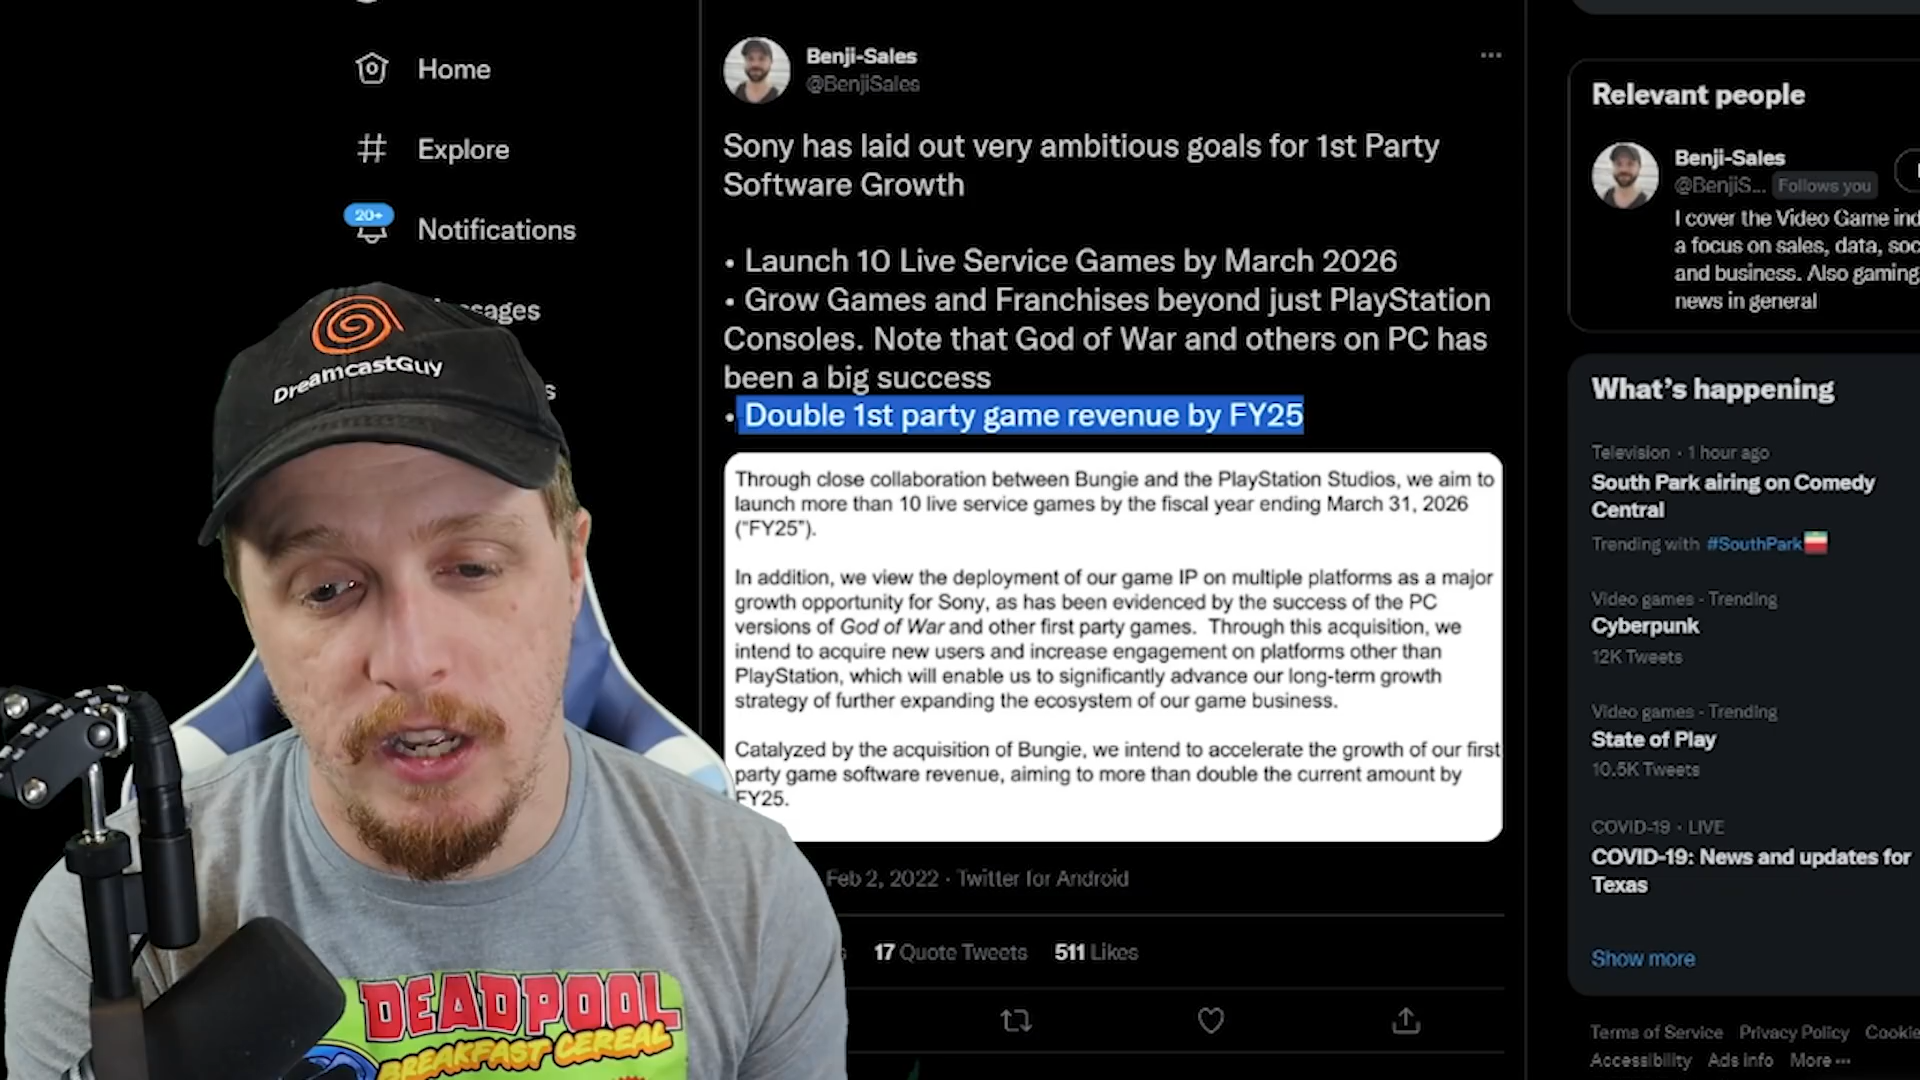 Home
Explore
20+
Notifications
sages
s
DreamcastGuy
DEADPOOL
BREAKFAST CEREAL
Benji-Sales
@BenjiSales
Sony has laid out very ambitious goals for 1st Party
Software Growth
• Launch 10 Live Service Games by March 2026
• Grow Games and Franchises beyond just PlayStation
Consoles. Note that God of War and others on PC has
been a big success
• Double 1st party game revenue by FY25
Through close collaboration between Bungie and the PlayStation Studios, we aim to
launch more than 10 live service games by the fiscal year ending March 31, 2026
("FY25").
In addition, we view the deployment of our game IP on multiple platforms as a major
growth opportunity for Sony, as has been evidenced by the success of the PC
versions of God of War and other first party games. Through this acquisition, we
intend to acquire new users and increase engagement on platforms other than
PlayStation, which will enable us to significantly advance our long-term growth
strategy of further expanding the ecosystem of our game business.
Catalyzed by the acquisition of Bungie, we intend to accelerate the growth of our first
party game software revenue, aiming to more than double the current amount by
FY25.
Feb 2, 2022 · Twitter for Android
17 Quote Tweets 511 Likes
Relevant people
Benji-Sales
@BenjiS... Follows you
I cover the Video Game ind
a focus on sales, data, soc
and business. Also gaming
news in general
What's happening
Television · 1 hour ago
South Park airing on Comedy
Central
Trending with #SouthPark
Video games · Trending
Cyberpunk
12K Tweets
Video games · Trending
State of Play
10.5K Tweets
COVID-19 · LIVE
COVID-19: News and updates for
Texas
Show more
Terms of Service Privacy Policy Cookie
Accessibility Ads info More ···